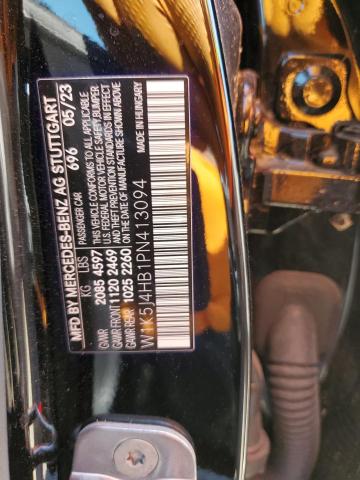 MFD BY MERCEDES-BENZ AG STUTTGART
696 05/23
PASSENGER CAR
KG LBS
GVWR 2085 4597
GAWR FRONT 1120 2469
GAWR REAR 1025 2260
THIS VEHICLE CONFORMS TO ALL APPLICABLE
U.S. FEDERAL MOTOR VEHICLE SAFETY, BUMPER
AND THEFT PREVENTION STANDARDS IN EFFECT
ON THE DATE OF MANUFACTURE SHOWN ABOVE.
MADE IN HUNGARY
W1K5J4HB1PN413094